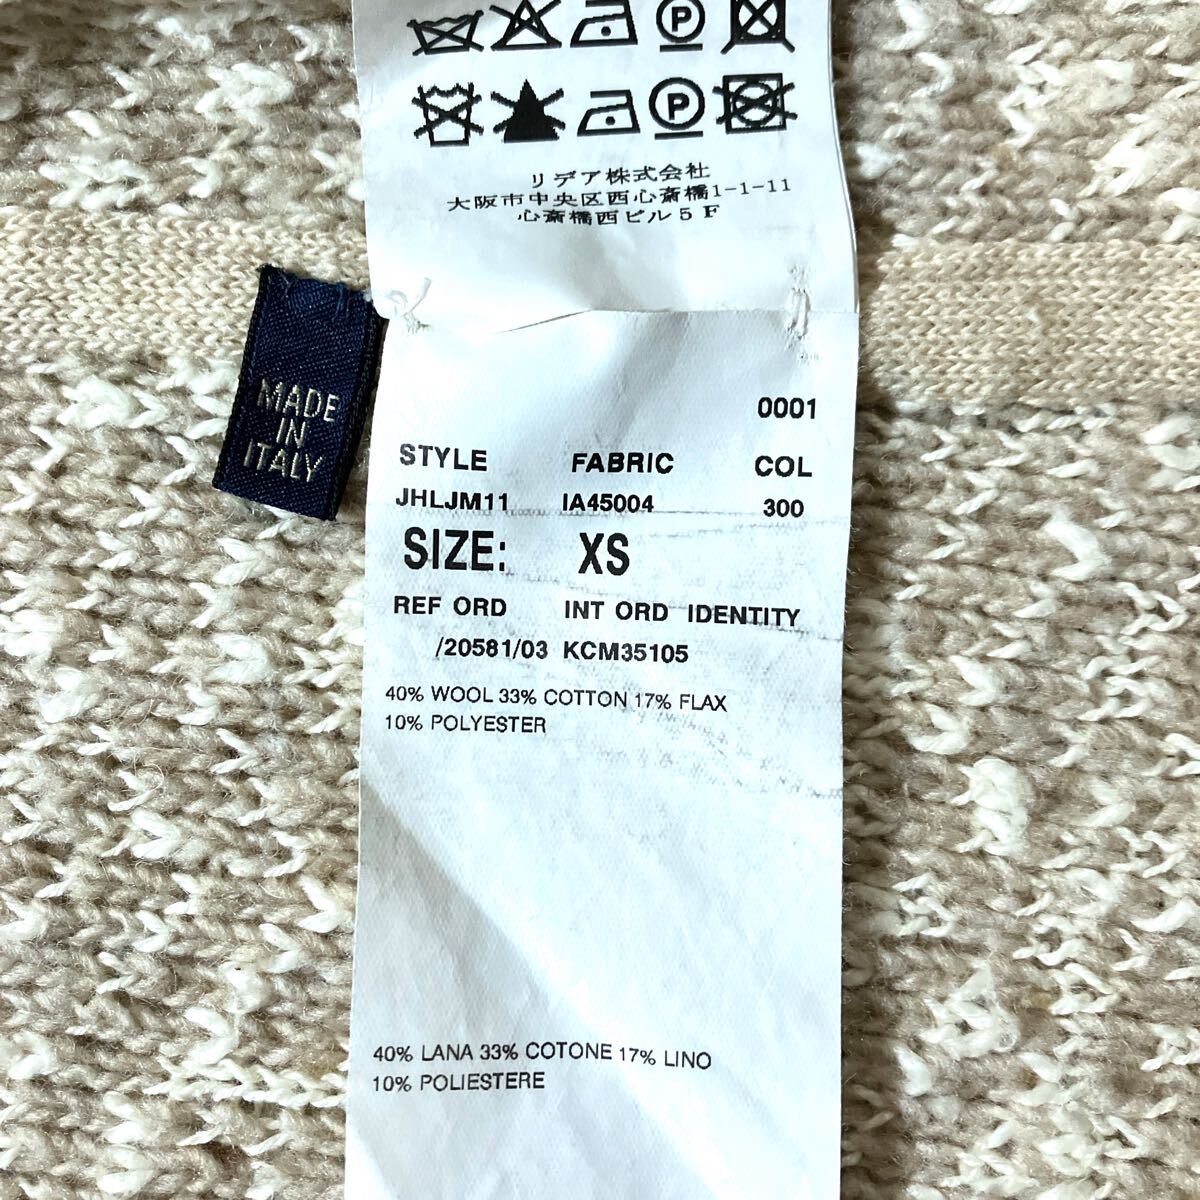 P
P
リデア株式会社
大阪市中央区西心斎橋1-1-11
心斎橋西ビル5F
MADE
IN
ITALY
0001
STYLE FABRIC COL
JHLJM11 IA45004 300
SIZE: XS
REF ORD INT ORD IDENTITY
/20581/03 KCM35105
40% WOOL 33% COTTON 17% FLAX
10% POLYESTER
40% LANA 33% COTONE 17% LINO
10% POLIESTERE